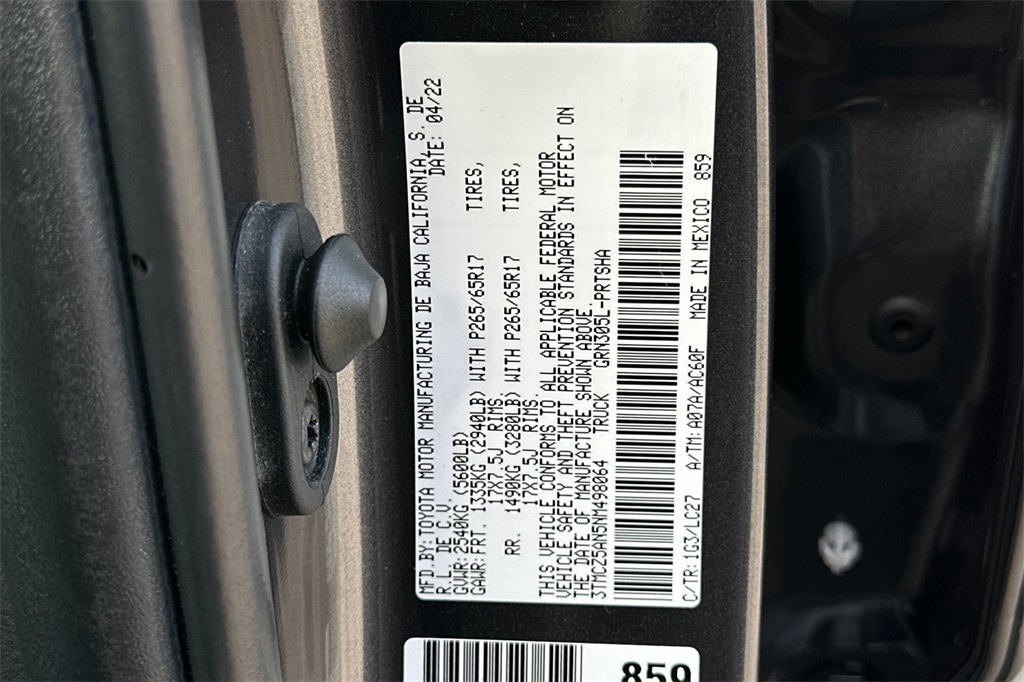 MFD.BY:TOYOTA MOTOR MANUFACTURING DE BAJA CALIFORNIA, S. DE
R.L. DE C.V. DATE: 04/22
GVWR:2540KG (5600LB)
GAWR:FRT. 1335KG (2940LB) WITH P265/65R17 TIRES,
17X7.5J RIMS.
RR. 1490KG (3280LB) WITH P265/65R17 TIRES,
17X7.5J RIMS.
THIS VEHICLE CONFORMS TO ALL APPLICABLE FEDERAL MOTOR
VEHICLE SAFETY AND THEFT PREVENTION STANDARDS IN EFFECT ON
THE DATE OF MANUFACTURE SHOWN ABOVE.
3TMCZ5AN5NM498064 TRUCK GRN305L-PRTSHA
C/TR:1G3/LC27 A/TM: A07A/AC60F MADE IN MEXICO 859
859